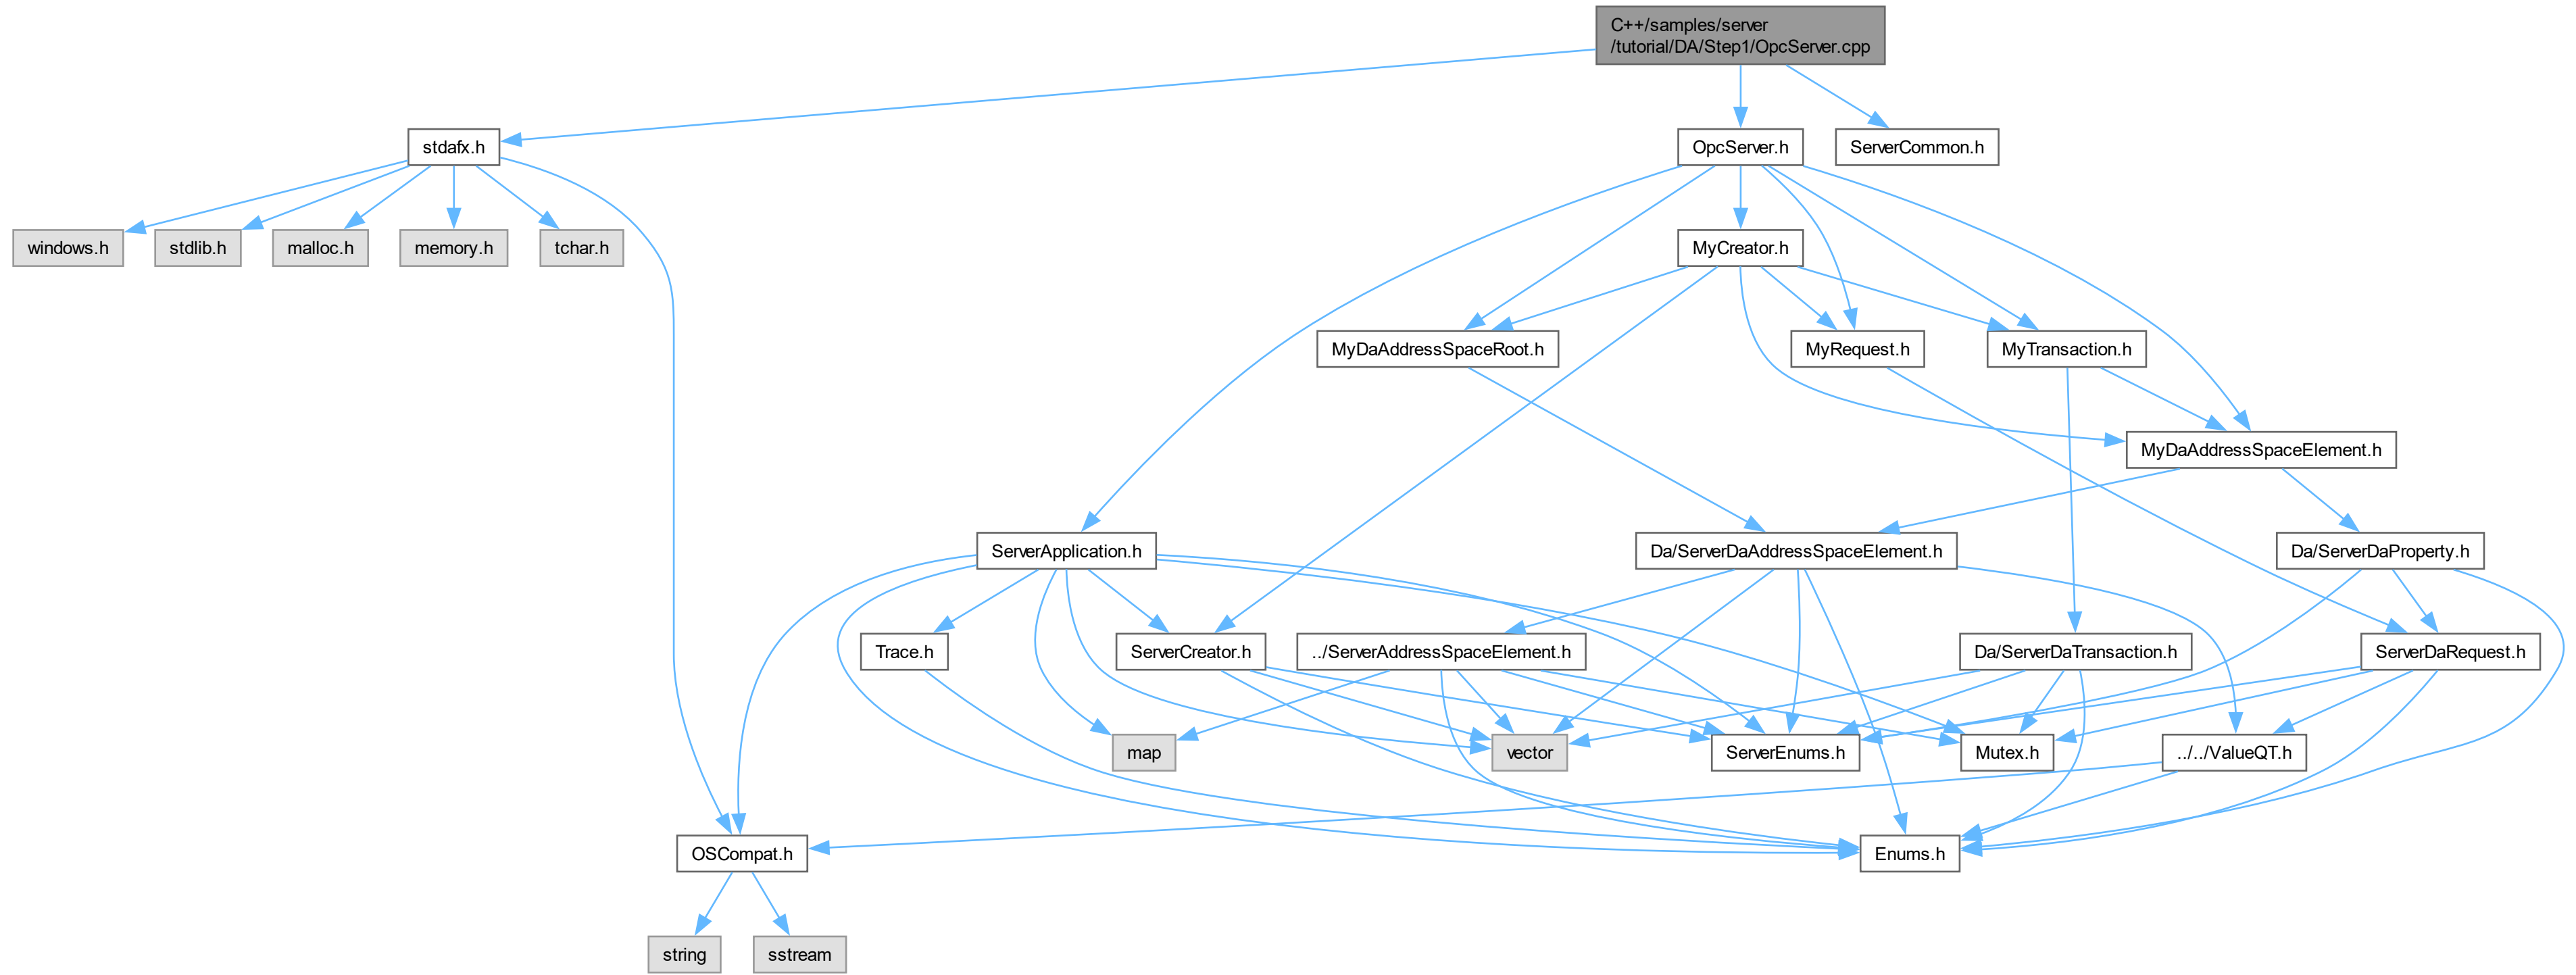 C++/samples/server
/tutorial/DA/Step1/OpcServer.cpp
stdafx.h
OpcServer.h
ServerCommon.h
windows.h
stdlib.h
malloc.h
memory.h
tchar.h
MyCreator.h
MyDaAddressSpaceRoot.h
MyRequest.h
MyTransaction.h
MyDaAddressSpaceElement.h
ServerApplication.h
Da/ServerDaAddressSpaceElement.h
Da/ServerDaProperty.h
Trace.h
ServerCreator.h
../ServerAddressSpaceElement.h
Da/ServerDaTransaction.h
ServerDaRequest.h
map
vector
ServerEnums.h
Mutex.h
../../ValueQT.h
OSCompat.h
Enums.h
string
sstream